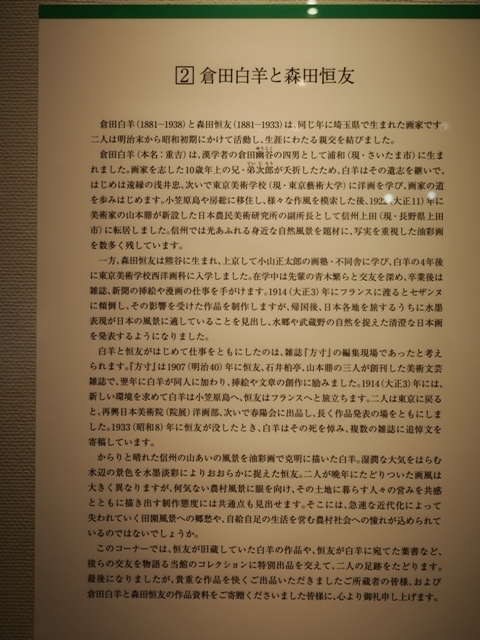 2 倉田白羊と森田恒友
倉田白羊(1881−1938)と森田恒友(1881−1933)は、同じ年に埼玉県で生まれた画家です。
二人は明治末から昭和初期にかけて活動し、生涯にわたる親交を結びました。
倉田白羊(本名:重吉)は、漢学者の倉田幽谷の四男として浦和(現・さいたま市)に生ま
れました。画家を志した10歳年上の兄・弟次郎が夭折したため、白羊はその遺志を継いで、
はじめは遠縁の浅井忠、次いで東京美術学校(現・東京藝術大学)に洋画を学び、画家の道
を歩みはじめます。小笠原島や房総に移住し、様々な作風を模索した後、1922(大正11)年に
美術家の山本鼎が新設した日本農民美術研究所の副所長として信州上田(現・長野県上田
市)に転居しました。信州では光あふれる身近な自然風景を題材に、写実を重視した油彩画
を数多く残しています。
一方、森田恒友は熊谷に生まれ、上京して小山正太郎の画塾・不同舎に学び、白羊の4年後
に東京美術学校西洋画科に入学しました。在学中は先輩の青木繁らと交友を深め、卒業後は
雑誌、新聞の挿絵や漫画の仕事を手がけます。1914(大正3)年にフランスに渡るとセザンヌ
に傾倒し、その影響を受けた作品を制作しますが、帰国後、日本各地を旅するうちに水墨
表現が日本の風景に適していることを見出し、水郷や武蔵野の自然を捉えた清澄な日本画
を発表するようになりました。
白羊と恒友がはじめて仕事をともにしたのは、雑誌『方寸』の編集現場であったと考え
られます。『方寸』は1907(明治40)年に恒友、石井柏亭、山本鼎の三人が創刊した美術文芸
雑誌で、翌年に白羊が同人に加わり、挿絵や文章の創作に励みました。1914(大正3)年には、
新しい環境を求めて白羊は小笠原島へ、恒友はフランスへと旅立ちます。二人は東京に戻る
と、再興日本美術院(院展)洋画部、次いで春陽会に出品し、長く作品発表の場をともにしま
した。1933(昭和8)年に恒友が没したとき、白羊はその死を悼み、複数の雑誌に追悼文を
寄稿しています。
からりと晴れた信州の山あいの風景を油彩画で克明に描いた白羊。湿潤な大気をはらむ
水辺の景色を水墨淡彩によりおおらかに捉えた恒友。二人が晩年にたどりついた画風は
大きく異なりますが、何気ない農村風景に眼を向け、その土地に暮らす人々の営みを共感
とともに描き出す制作態度には共通点も見出せます。そこには、急速な近代化によって
失われていく田園風景への郷愁や、自給自足の生活を営む農村社会への憧れが込められて
いるのではないでしょうか。
このコーナーでは、恒友が旧蔵していた白羊の作品や、恒友が白羊に宛てた葉書など、
彼らの交友を物語る当館のコレクションに特別出品を交えて、二人の足跡をたどります。
最後になりましたが、貴重な作品を快くご出品いただきましたご所蔵者の皆様、および
倉田白羊と森田恒友の作品資料をご寄贈くださいました皆様に、心より御礼申し上げます。